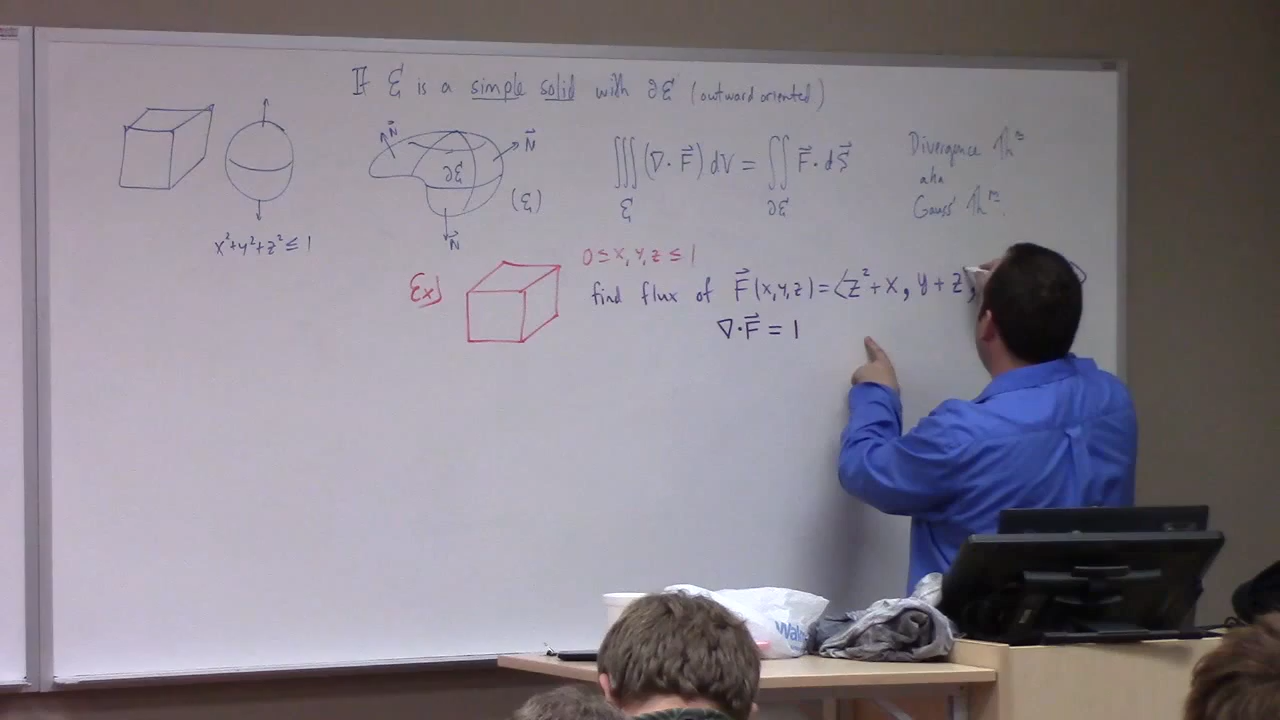 If E is a simple solid with ∂E (outward oriented)
N⃗
N⃗
∂E
(E)
N⃗
x²+y²+z² ≤ 1
∭_E (∇·F⃗) dV = ∬_∂E F⃗·dS⃗
Divergence Thᵐ
aka
Gauss' Thᵐ.
Ex)
0 ≤ x, y, z ≤ 1
find flux of F⃗(x,y,z) = ⟨z²+x, y+z,
∇·F⃗ = 1